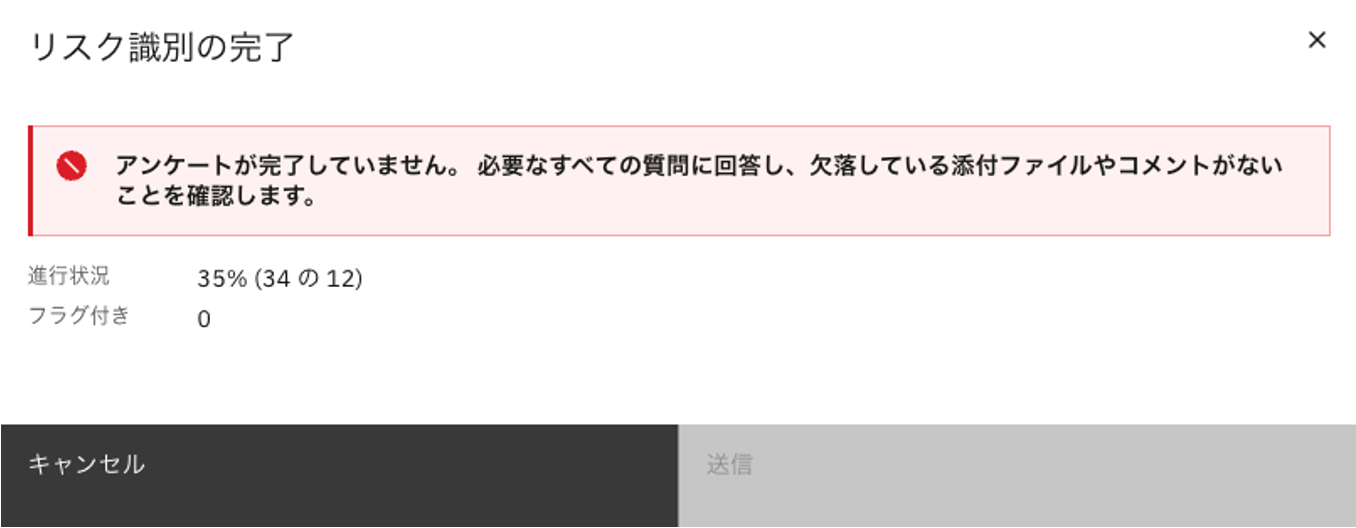 リスク識別の完了
アンケートが完了していません。 必要なすべての質問に回答し、欠落している添付ファイルやコメントがない
ことを確認します。
進行状況 35% (34 の 12)
フラグ付き 0
キャンセル 送信